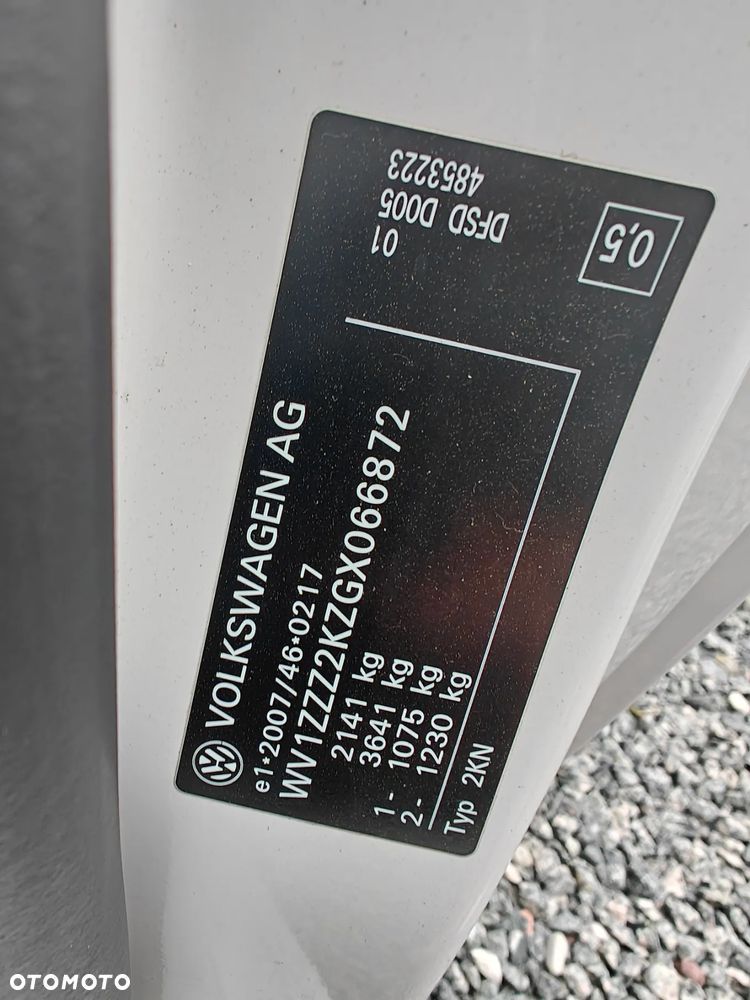 VOLKSWAGEN AG
e1*2007/46*0217
WV1ZZZ2KZGX066872
2141 kg
3641 kg
1- 1075 kg
2- 1230 kg
Typ 2KN
01
DFSD D005
4853223
0,5
OTOMOTO